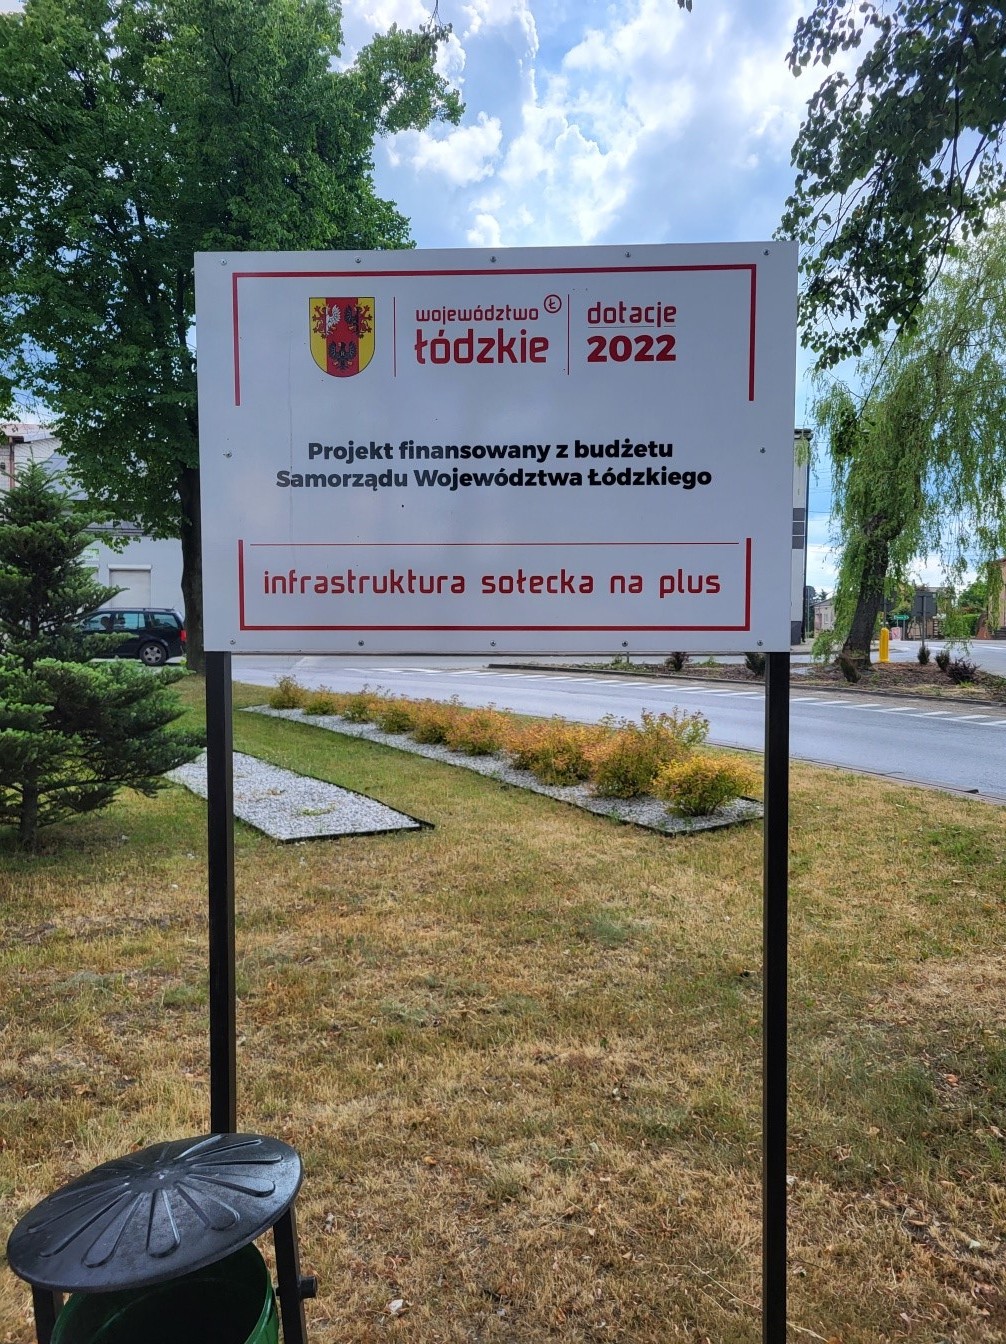 województwo Ł
łódzkie
dotacje
2022
Projekt finansowany z budżetu
Samorządu Województwa Łódzkiego
infrastruktura sołecka na plus